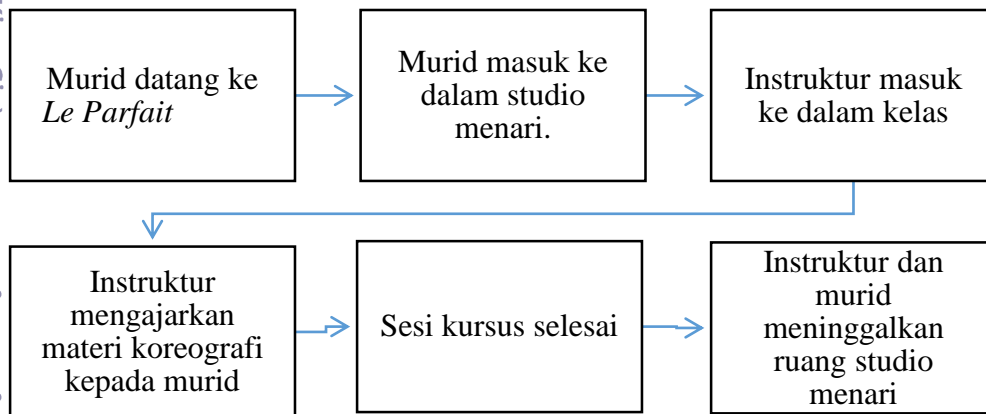 Murid datang ke
Le Parfait
Murid masuk ke
dalam studio
menari.
Instruktur masuk
ke dalam kelas
Instruktur
mengajarkan
materi koreografi
kepada murid
Sesi kursus selesai
Instruktur dan
murid
meninggalkan
ruang studio
menari